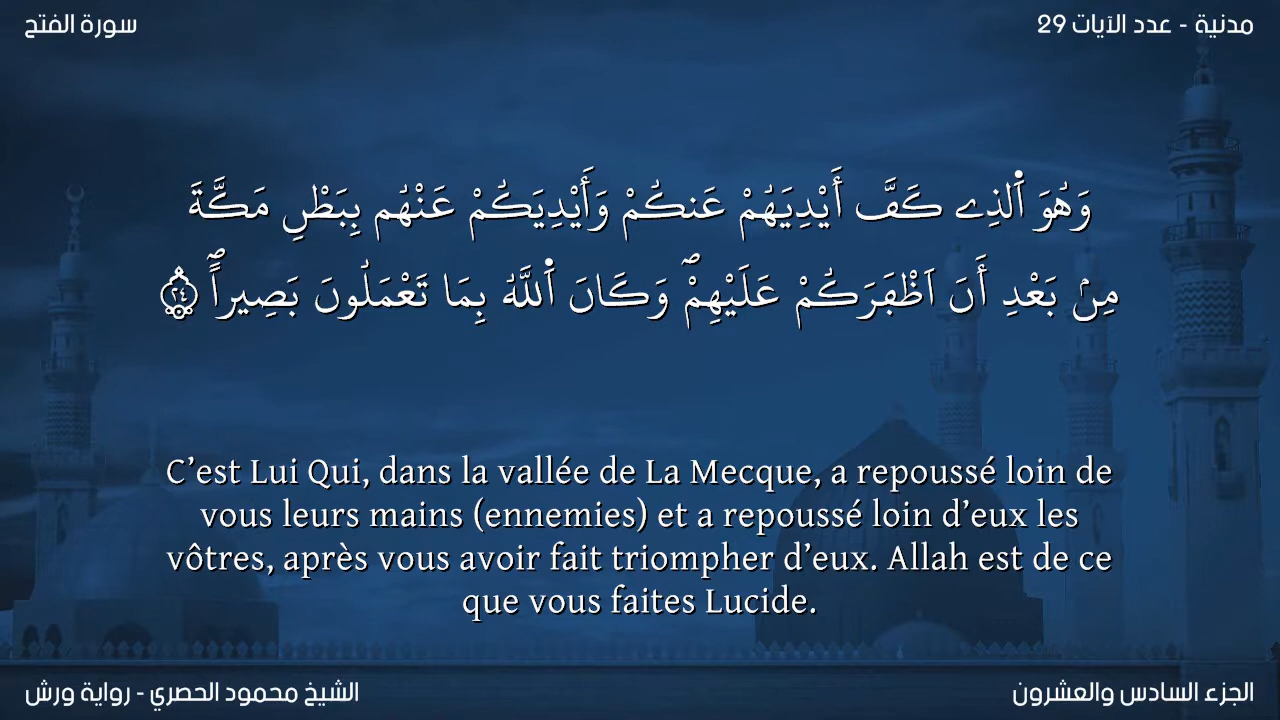 مدنية - عدد الآيات 29
سورة الفتح
وَهُوَ اَ۬لذِے كَفَّ أَيْدِيَهُمْ عَنكُمْ وَأَيْدِيَكُمْ عَنْهُم بِبَطْنِ مَكَّةَ
مِنۢ بَعْدِ أَنَ اَظْفَرَكُمْ عَلَيْهِمْۖ وَكَانَ اَ۬للَّهُ بِمَا تَعْمَلُونَ بَصِيراًۖ ٢٤
C’est Lui Qui, dans la vallée de La Mecque, a repoussé loin de
vous leurs mains (ennemies) et a repoussé loin d’eux les
vôtres, après vous avoir fait triompher d’eux. Allah est de ce
que vous faites Lucide.
الجزء السادس والعشرون
الشيخ محمود الحصري - رواية ورش